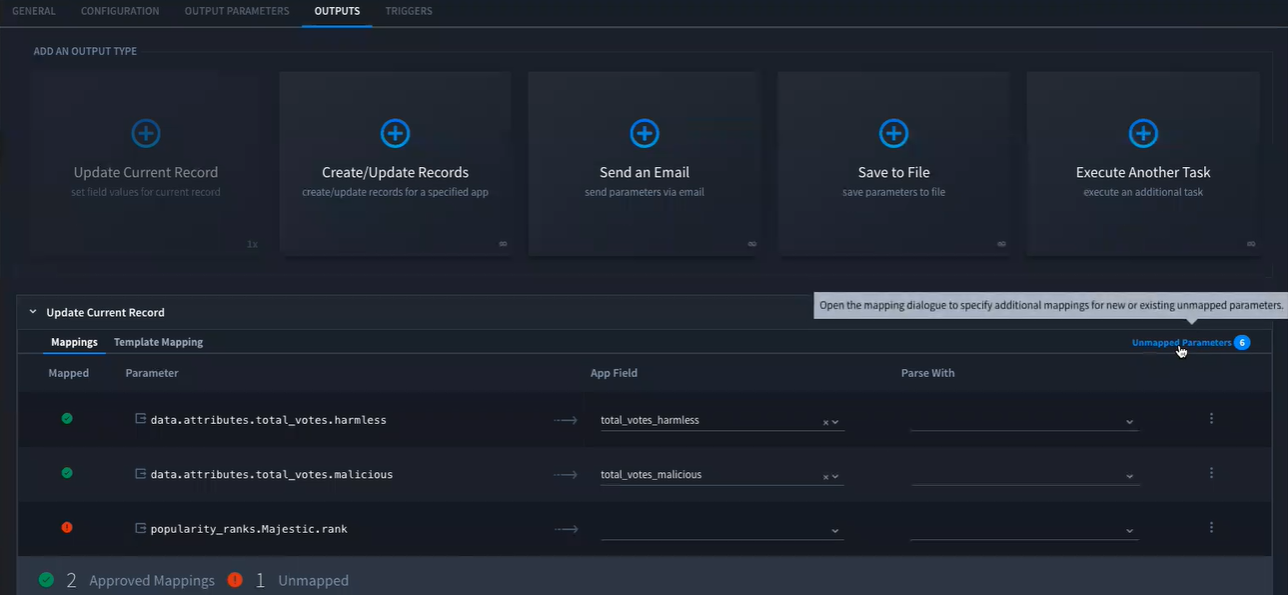 GENERAL CONFIGURATION OUTPUT PARAMETERS OUTPUTS TRIGGERS
ADD AN OUTPUT TYPE
Update Current Record
set field values for current record
1x
Create/Update Records
create/update records for a specified app
∞
Send an Email
send parameters via email
∞
Save to File
save parameters to file
∞
Execute Another Task
execute an additional task
∞
Open the mapping dialogue to specify additional mappings for new or existing unmapped parameters.
Update Current Record
Mappings Template Mapping Unmapped Parameters 6
Mapped Parameter App Field Parse With
data.attributes.total_votes.harmless total_votes_harmless
data.attributes.total_votes.malicious total_votes_malicious
popularity_ranks.Majestic.rank
2 Approved Mappings 1 Unmapped